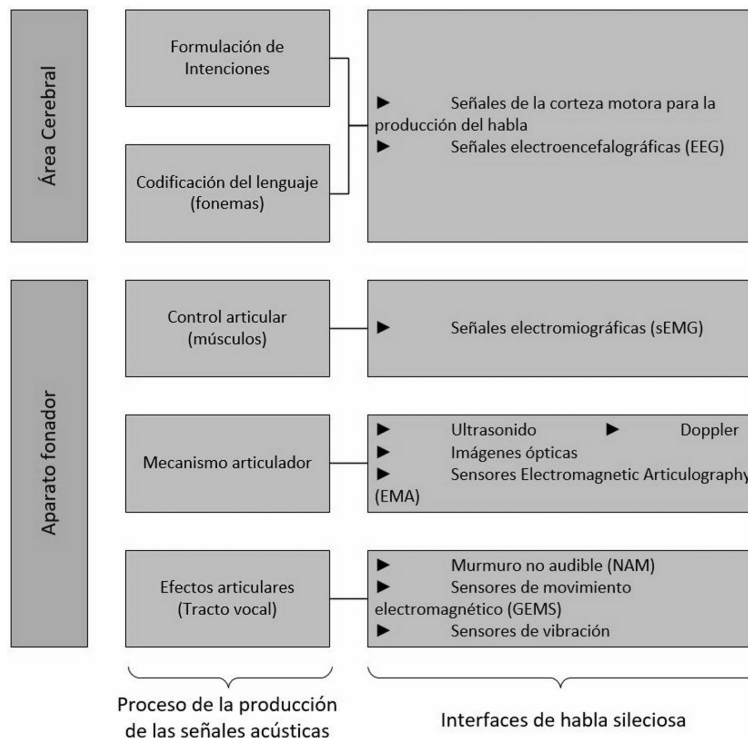 Área Cerebral
Formulación de
Intenciones
Codificación del lenguaje
(fonemas)
► Señales de la corteza motora para la
producción del habla
► Señales electroencefalográficas (EEG)
Aparato fonador
Control articular
(músculos)
► Señales electromiográficas (sEMG)
Mecanismo articulador
► Ultrasonido ► Doppler
► Imágenes ópticas
► Sensores Electromagnetic Articulography
(EMA)
Efectos articulares
(Tracto vocal)
► Murmuro no audible (NAM)
► Sensores de movimiento
electromagnético (GEMS)
► Sensores de vibración
Proceso de la producción
de las señales acústicas
Interfaces de habla sileciosa